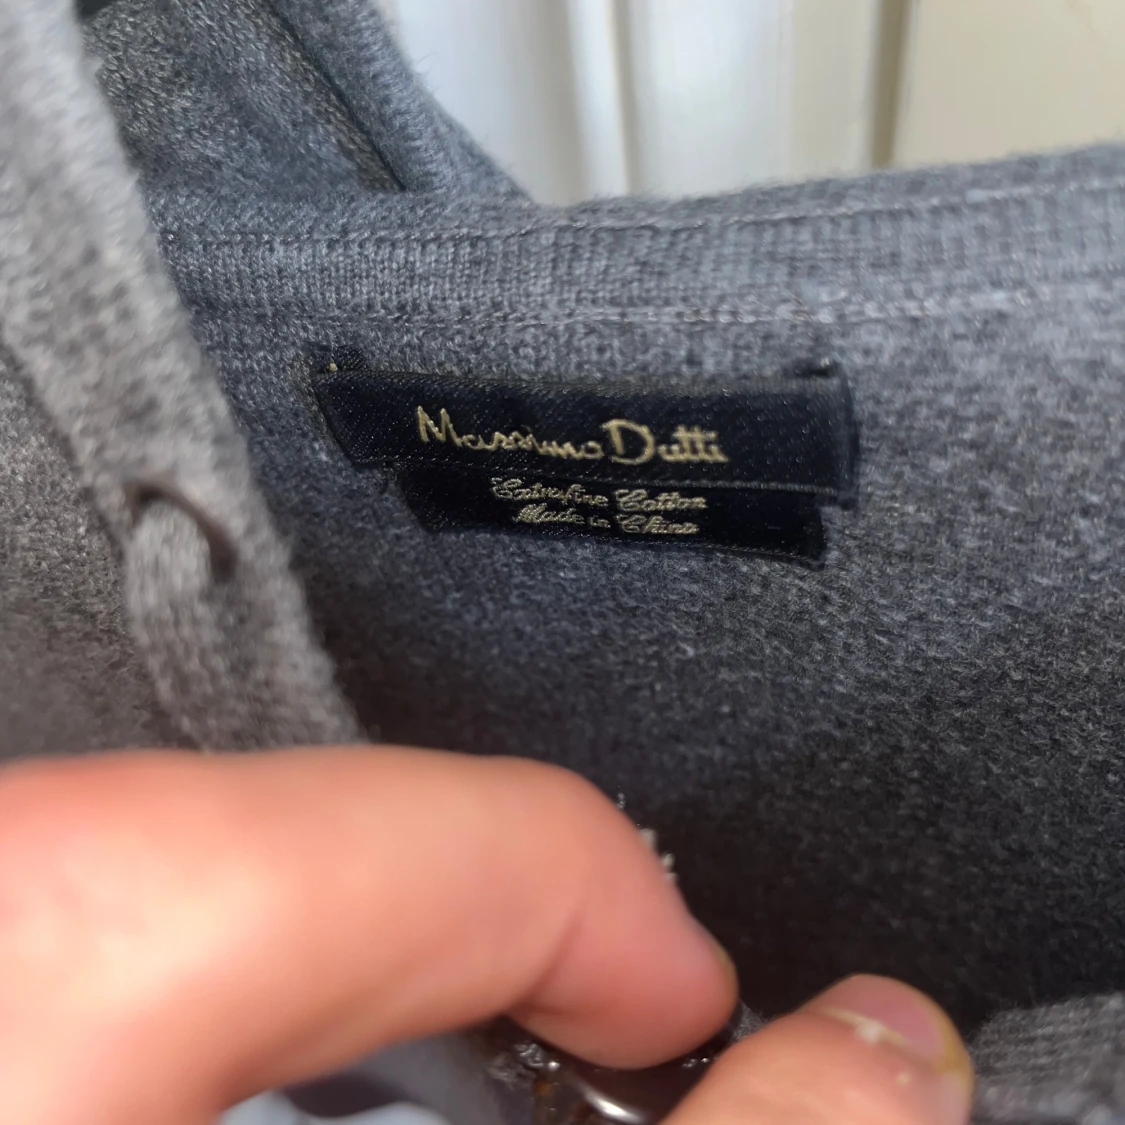 Massimo Dutti
Extrafine Cotton
Made in China